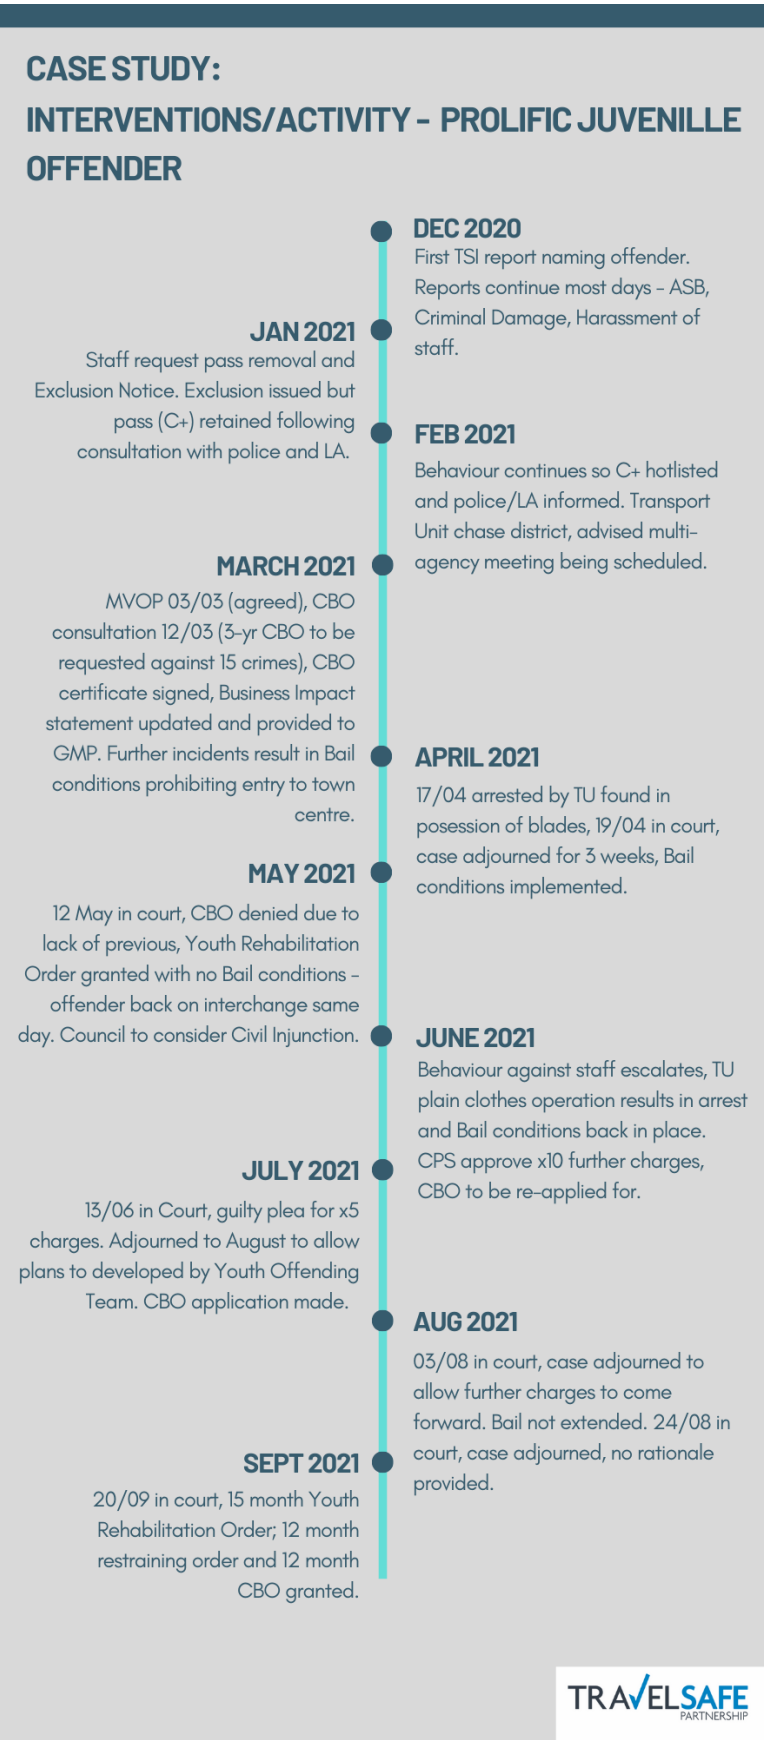 CASE STUDY:
INTERVENTIONS/ACTIVITY - PROLIFIC JUVENILLE
OFFENDER
DEC 2020
First TSI report naming offender.
Reports continue most days - ASB,
Criminal Damage, Harassment of
staff.
JAN 2021
Staff request pass removal and
Exclusion Notice. Exclusion issued but
pass (C+) retained following
consultation with police and LA.
FEB 2021
Behaviour continues so C+ hotlisted
and police/LA informed. Transport
Unit chase district, advised multi-
agency meeting being scheduled.
MARCH 2021
MVOP 03/03 (agreed), CBO
consultation 12/03 (3-yr CBO to be
requested against 15 crimes), CBO
certificate signed, Business Impact
statement updated and provided to
GMP. Further incidents result in Bail
conditions prohibiting entry to town
centre.
APRIL 2021
17/04 arrested by TU found in
posession of blades, 19/04 in court,
case adjourned for 3 weeks, Bail
conditions implemented.
MAY 2021
12 May in court, CBO denied due to
lack of previous, Youth Rehabilitation
Order granted with no Bail conditions -
offender back on interchange same
day. Council to consider Civil Injunction.
JUNE 2021
Behaviour against staff escalates, TU
plain clothes operation results in arrest
and Bail conditions back in place.
CPS approve x10 further charges,
CBO to be re-applied for.
JULY 2021
13/06 in Court, guilty plea for x5
charges. Adjourned to August to allow
plans to developed by Youth Offending
Team. CBO application made.
AUG 2021
03/08 in court, case adjourned to
allow further charges to come
forward. Bail not extended. 24/08 in
court, case adjourned, no rationale
provided.
SEPT 2021
20/09 in court, 15 month Youth
Rehabilitation Order; 12 month
restraining order and 12 month
CBO granted.
TRAVELSAFE
PARTNERSHIP